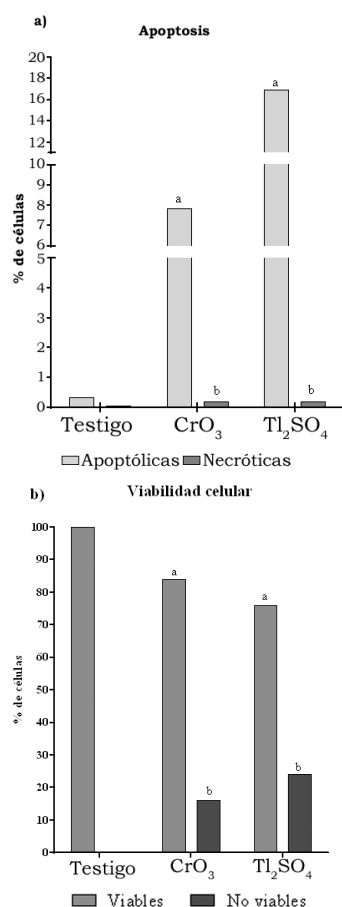 a)
Apoptosis
20
18
16
14
12
10
9
8
7
6
5
4
3
2
1
0
% de células
a
a
b
b
Testigo CrO₃ Tl₂SO₄
Apoptólicas Necróticas
b)
Viabilidad celular
100
90
80
70
60
50
40
30
20
10
0
% de células
a
a
b
b
Testigo CrO₃ Tl₂SO₄
Viables No viables